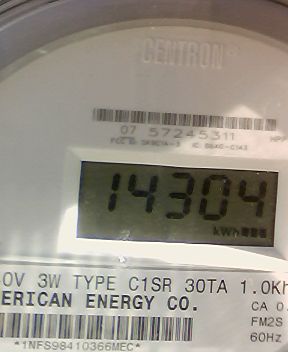 CENTRON®
07 57245311
14304
kWh
0V 3W TYPE C1SR 30TA 1.0Kh
ERICAN ENERGY CO.
CA 0.
FM2S
60Hz
*1NFS98410366MEC*